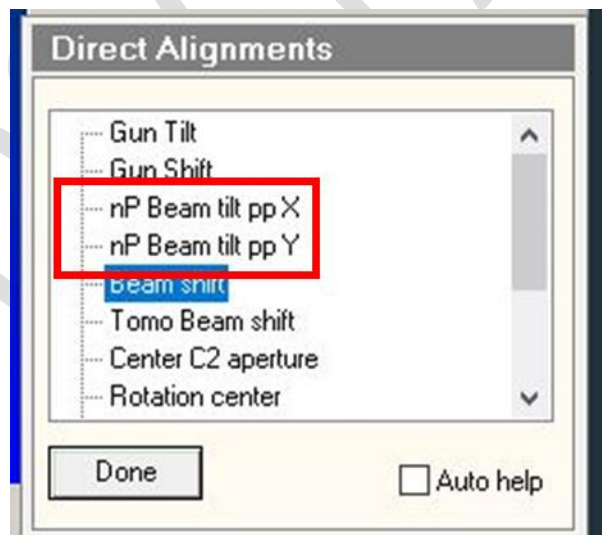 Direct Alignments
Gun Tilt
Gun Shift
nP Beam tilt pp X
nP Beam tilt pp Y
Beam shift
Tomo Beam shift
Center C2 aperture
Rotation center
Done
Auto help